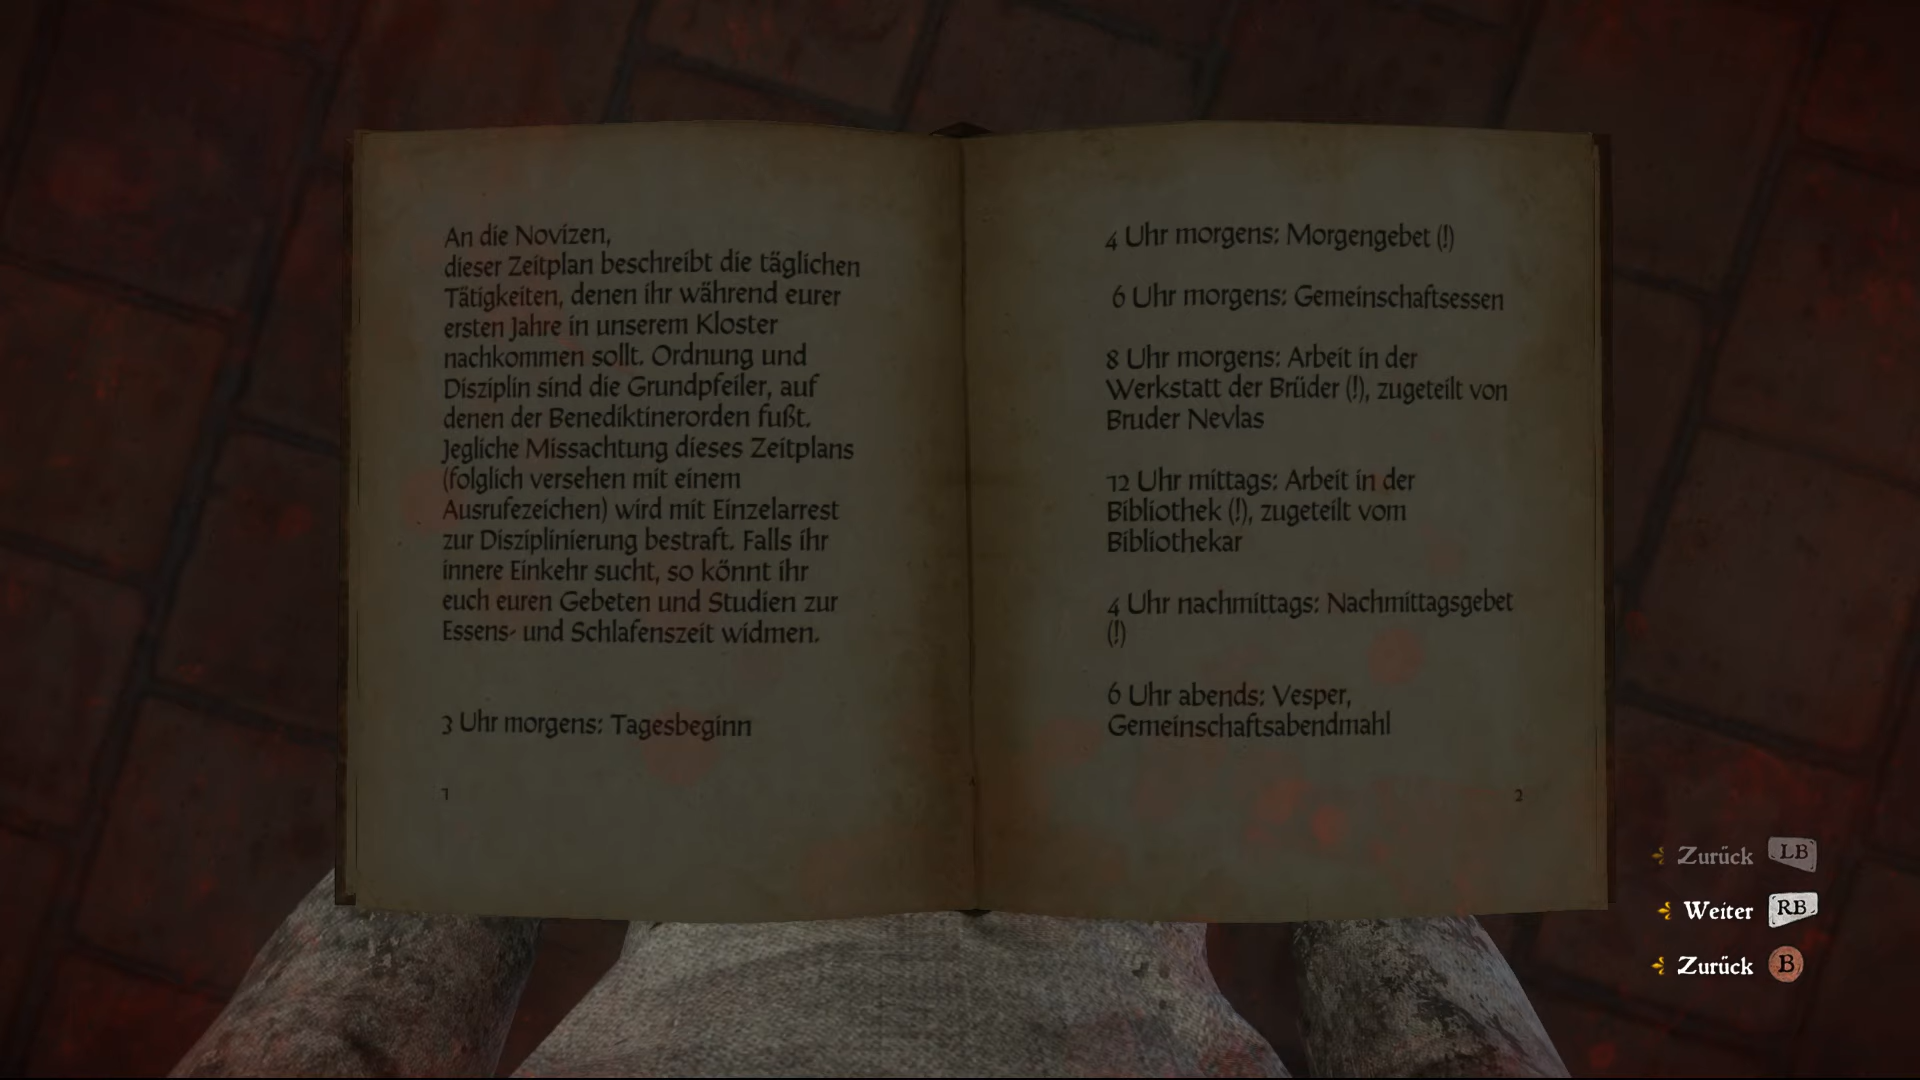 An die Novizen,
dieser Zeitplan beschreibt die täglichen
Tätigkeiten, denen ihr während eurer
ersten Jahre in unserem Kloster
nachkommen sollt. Ordnung und
Disziplin sind die Grundpfeiler, auf
denen der Benediktinerorden fußt.
Jegliche Missachtung dieses Zeitplans
(folglich versehen mit einem
Ausrufezeichen) wird mit Einzelarrest
zur Disziplinierung bestraft. Falls ihr
innere Einkehr sucht, so könnt ihr
euch euren Gebeten und Studien zur
Essens- und Schlafenszeit widmen.
3 Uhr morgens: Tagesbeginn
1
4 Uhr morgens: Morgengebet (!)
6 Uhr morgens: Gemeinschaftsessen
8 Uhr morgens: Arbeit in der
Werkstatt der Brüder (!), zugeteilt von
Bruder Nevlas
12 Uhr mittags: Arbeit in der
Bibliothek (!), zugeteilt vom
Bibliothekar
4 Uhr nachmittags: Nachmittagsgebet
(!)
6 Uhr abends: Vesper,
Gemeinschaftsabendmahl
2
Zurück LB
Weiter RB
Zurück B